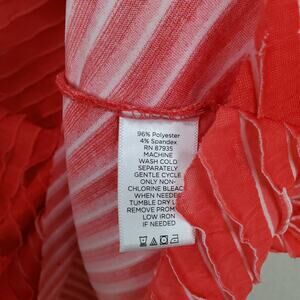 96% Polyester
4% Spandex
RN 87935
MACHINE
WASH COLD
SEPARATELY
GENTLE CYCLE
ONLY NON-
CHLORINE BLEACH
WHEN NEEDED
TUMBLE DRY L
REMOVE PROM
LOW IRON
IF NEEDED